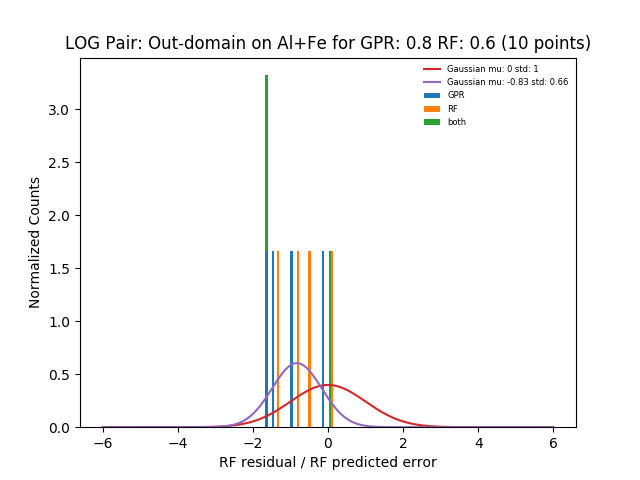 LOG Pair: Out-domain on Al+Fe for GPR: 0.8 RF: 0.6 (10 points)
Gaussian mu: 0 std: 1
Gaussian mu: -0.83 std: 0.66
GPR
RF
both
Normalized Counts
3.0
2.5
2.0
1.5
1.0
0.5
0.0
−6
−4
−2
0
2
4
6
RF residual / RF predicted error